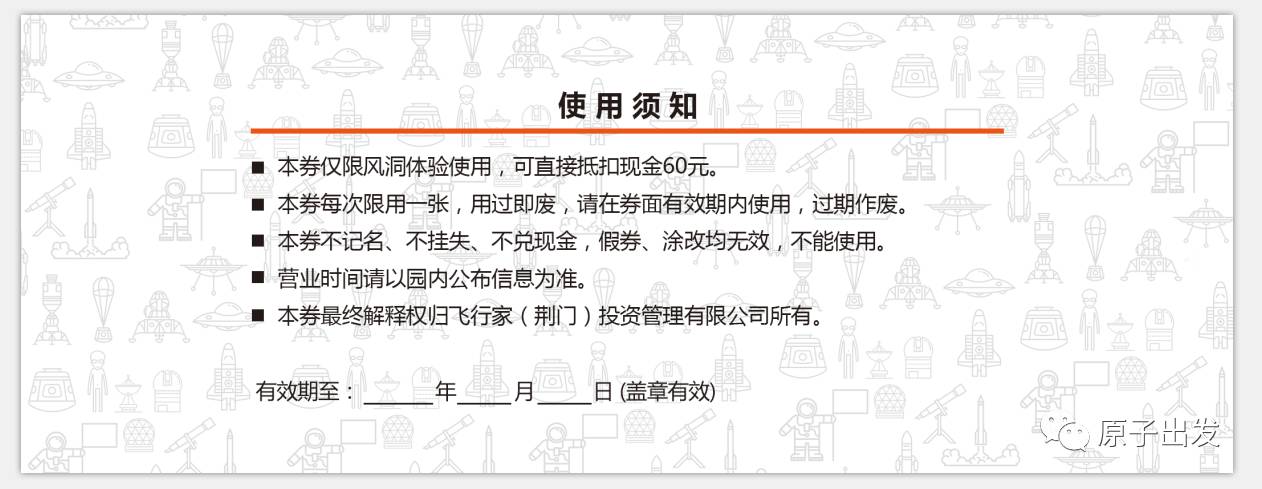 使用须知
■ 本券仅限风洞体验使用，可直接抵扣现金60元。
■ 本券每次限用一张，用过即废，请在券面有效期内使用，过期作废。
■ 本券不记名、不挂失、不兑现金，假券、涂改均无效，不能使用。
■ 营业时间请以园内公布信息为准。
■ 本券最终解释权归飞行家（荆门）投资管理有限公司所有。
有效期至：______年_____月_____日 (盖章有效)
原子出发